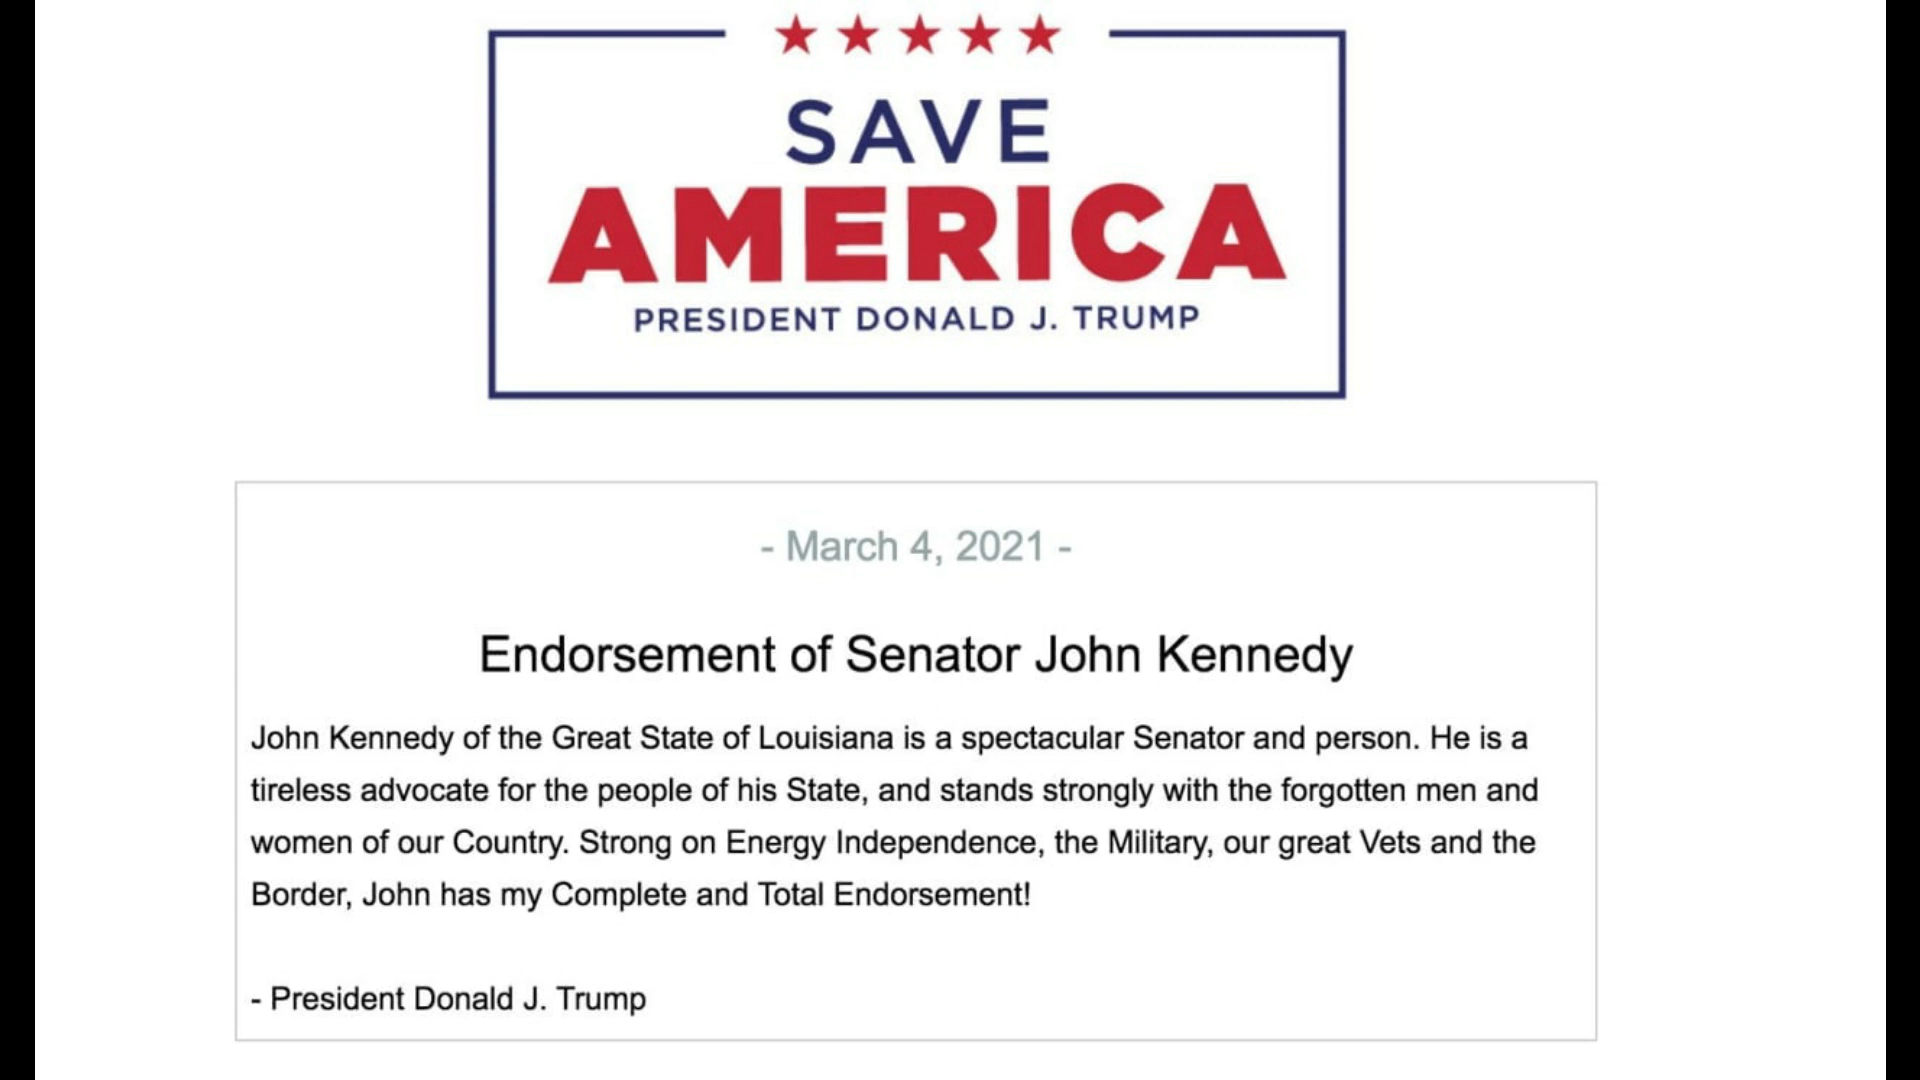 SAVE
AMERICA
PRESIDENT DONALD J. TRUMP
- March 4, 2021 -
Endorsement of Senator John Kennedy
John Kennedy of the Great State of Louisiana is a spectacular Senator and person. He is a
tireless advocate for the people of his State, and stands strongly with the forgotten men and
women of our Country. Strong on Energy Independence, the Military, our great Vets and the
Border, John has my Complete and Total Endorsement!
- President Donald J. Trump